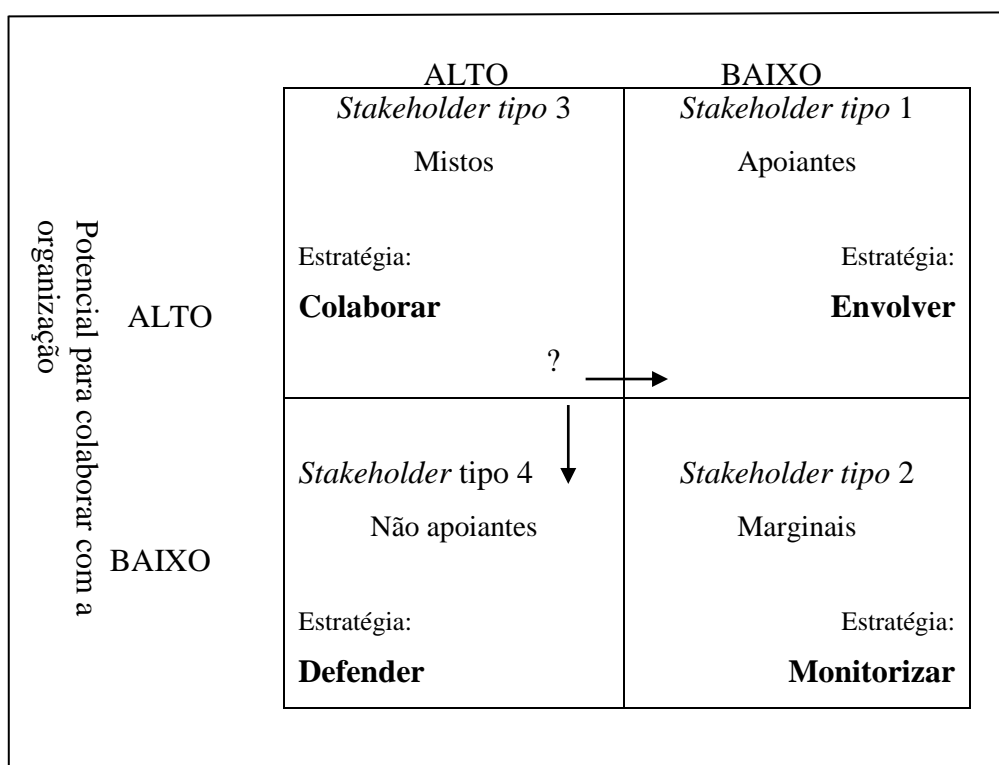 ALTO BAIXO
Stakeholder tipo 3
Mistos
Estratégia:
Colaborar
?
Stakeholder tipo 1
Apoiantes
Estratégia:
Envolver
Potencial para colaborar com a
organização
ALTO
BAIXO
Stakeholder tipo 4
Não apoiantes
Estratégia:
Defender
Stakeholder tipo 2
Marginais
Estratégia:
Monitorizar